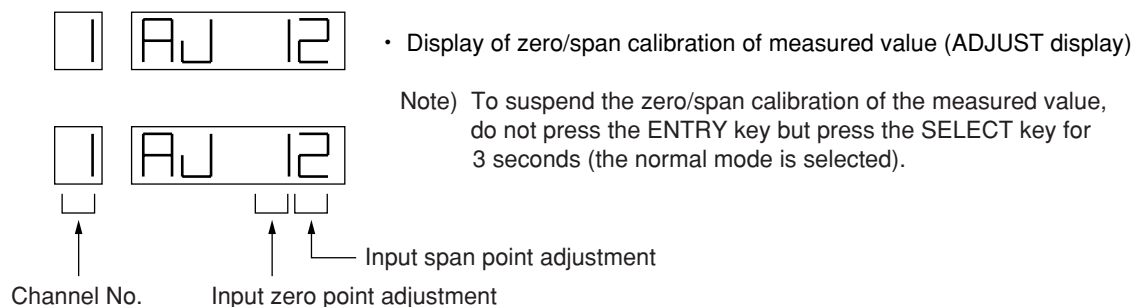 1 AJ 12
・ Display of zero/span calibration of measured value (ADJUST display)
Note) To suspend the zero/span calibration of the measured value,
do not press the ENTRY key but press the SELECT key for
3 seconds (the normal mode is selected).
1 AJ 12
Input span point adjustment
Channel No. Input zero point adjustment